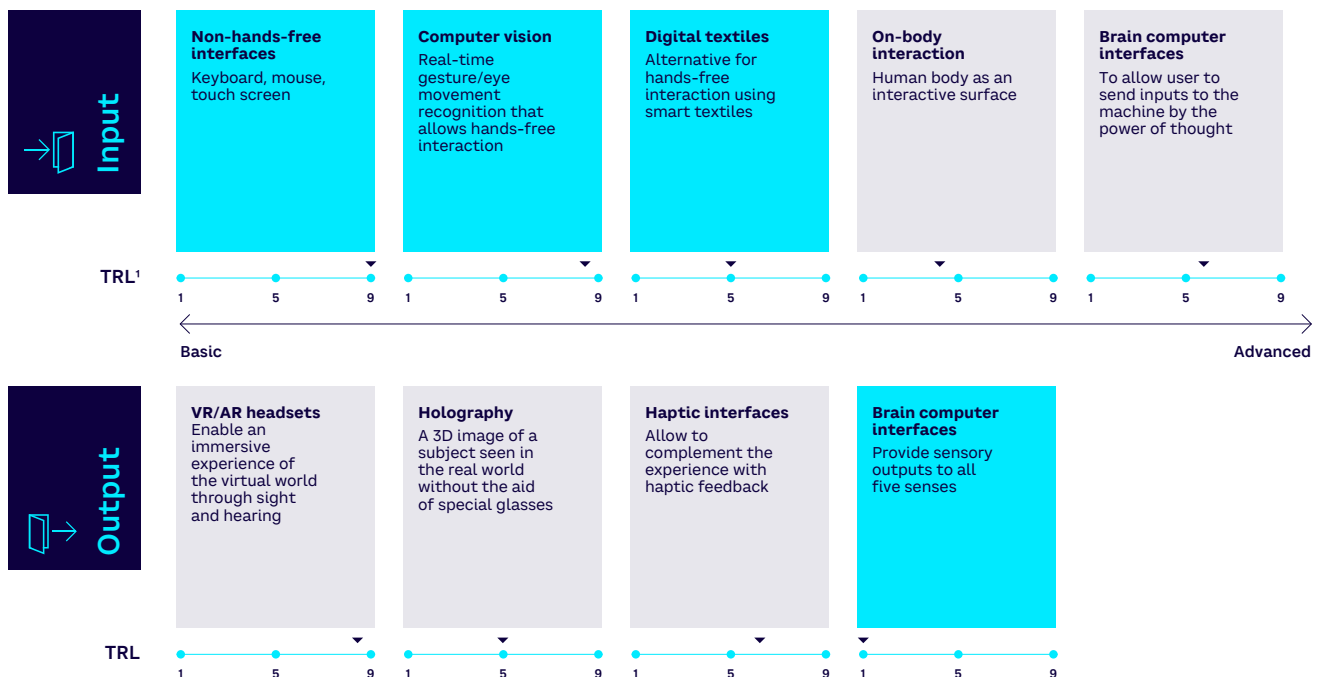 Input
Non-hands-free
interfaces
Keyboard, mouse,
touch screen
Computer vision
Real-time
gesture/eye
movement
recognition that
allows hands-free
interaction
Digital textiles
Alternative for
hands-free
interaction using
smart textiles
On-body
interaction
Human body as an
interactive surface
Brain computer
interfaces
To allow user to
send inputs to the
machine by the
power of thought
TRL¹
1 5 9
1 5 9
1 5 9
1 5 9
1 5 9
Basic
Advanced
Output
VR/AR headsets
Enable an
immersive
experience of
the virtual world
through sight
and hearing
Holography
A 3D image of a
subject seen in
the real world
without the aid
of special glasses
Haptic interfaces
Allow to
complement the
experience with
haptic feedback
Brain computer
interfaces
Provide sensory
outputs to all
five senses
TRL
1 5 9
1 5 9
1 5 9
1 5 9